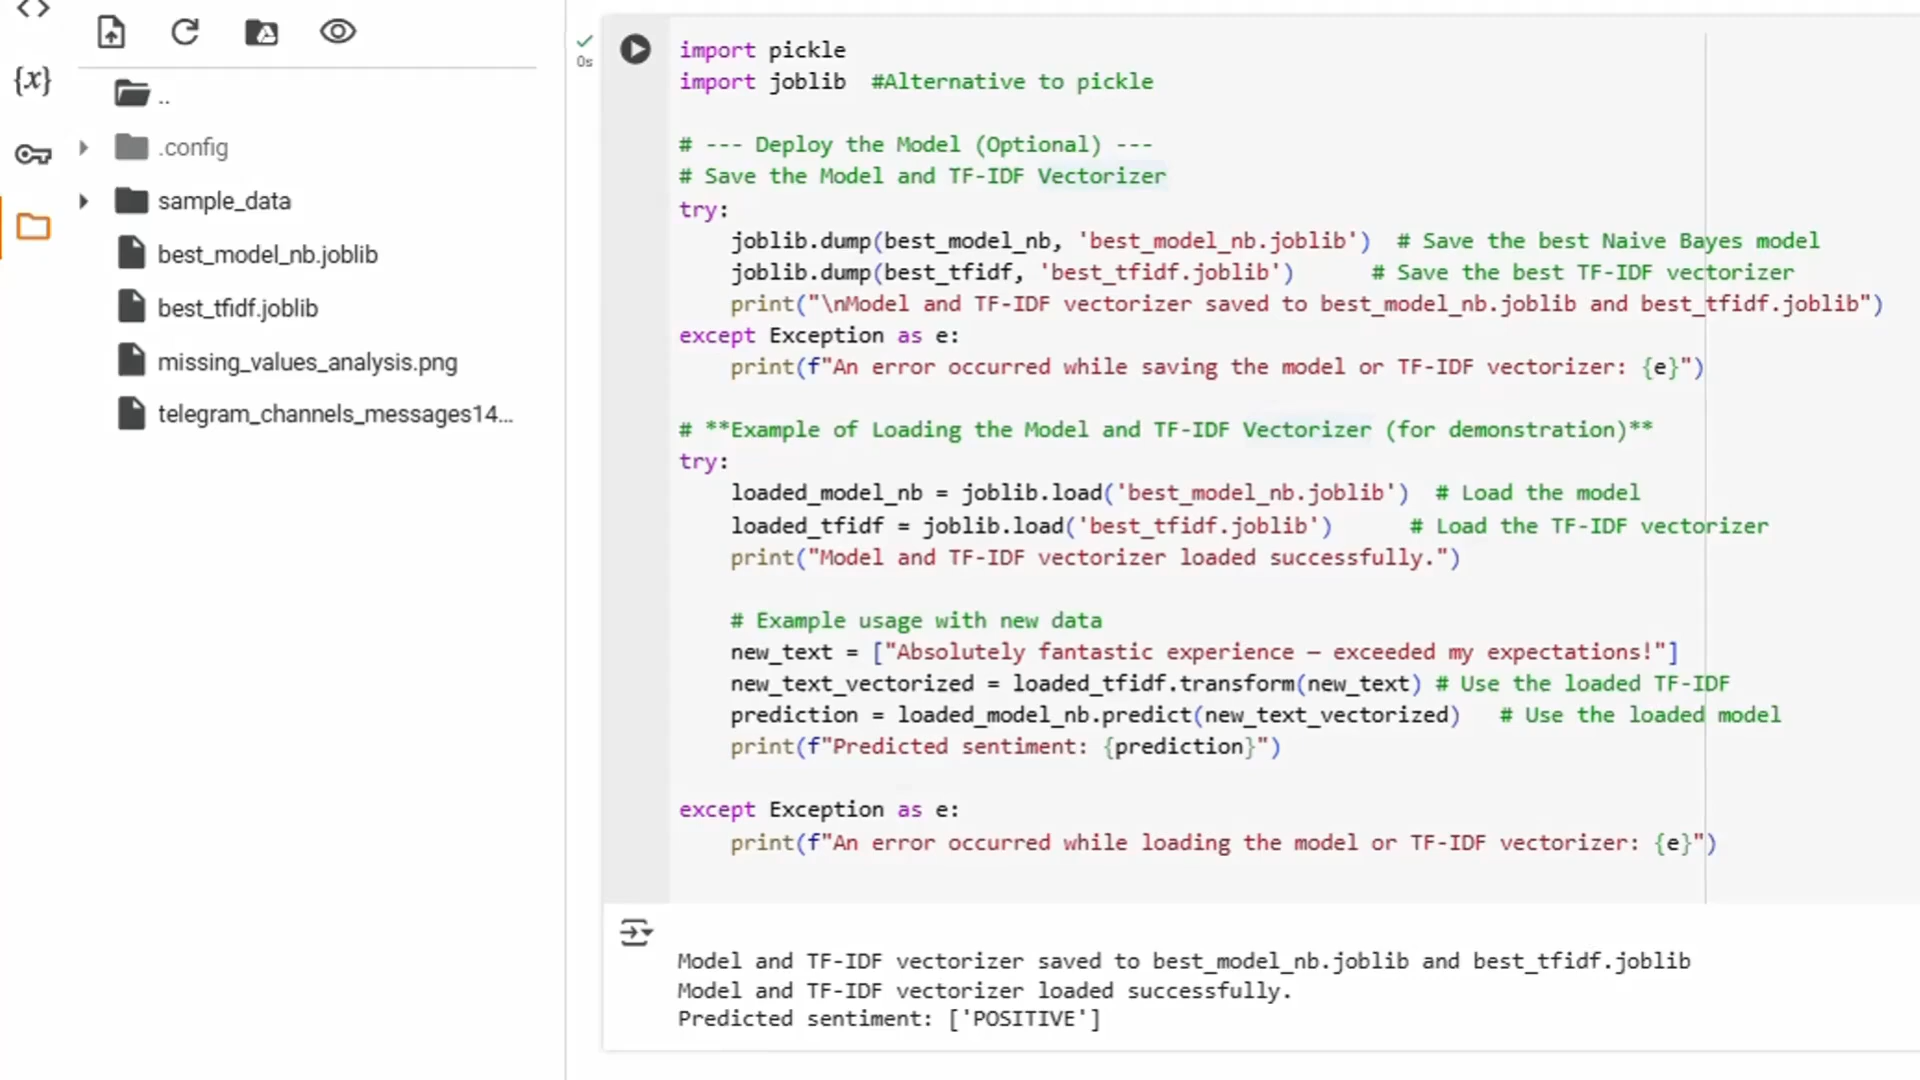 {x}
..
.config
sample_data
best_model_nb.joblib
best_tfidf.joblib
missing_values_analysis.png
telegram_channels_messages14...
0s
import pickle
import joblib  #Alternative to pickle
# --- Deploy the Model (Optional) ---
# Save the Model and TF-IDF Vectorizer
try:
    joblib.dump(best_model_nb, 'best_model_nb.joblib')  # Save the best Naive Bayes model
    joblib.dump(best_tfidf, 'best_tfidf.joblib')      # Save the best TF-IDF vectorizer
    print("\nModel and TF-IDF vectorizer saved to best_model_nb.joblib and best_tfidf.joblib")
except Exception as e:
    print(f"An error occurred while saving the model or TF-IDF vectorizer: {e}")
# **Example of Loading the Model and TF-IDF Vectorizer (for demonstration)**
try:
    loaded_model_nb = joblib.load('best_model_nb.joblib')  # Load the model
    loaded_tfidf = joblib.load('best_tfidf.joblib')      # Load the TF-IDF vectorizer
    print("Model and TF-IDF vectorizer loaded successfully.")
    # Example usage with new data
    new_text = ["Absolutely fantastic experience – exceeded my expectations!"]
    new_text_vectorized = loaded_tfidf.transform(new_text) # Use the loaded TF-IDF
    prediction = loaded_model_nb.predict(new_text_vectorized)   # Use the loaded model
    print(f"Predicted sentiment: {prediction}")
except Exception as e:
    print(f"An error occurred while loading the model or TF-IDF vectorizer: {e}")
Model and TF-IDF vectorizer saved to best_model_nb.joblib and best_tfidf.joblib
Model and TF-IDF vectorizer loaded successfully.
Predicted sentiment: ['POSITIVE']